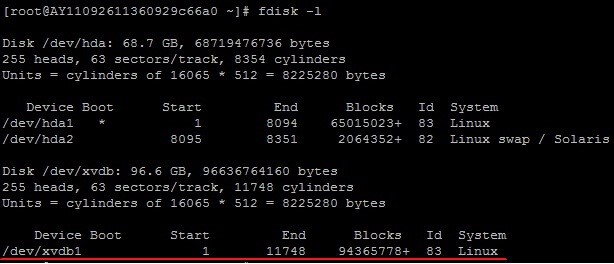 [root@AY11092611360929c66a0 ~]# fdisk -l
Disk /dev/hda: 68.7 GB, 68719476736 bytes
255 heads, 63 sectors/track, 8354 cylinders
Units = cylinders of 16065 * 512 = 8225280 bytes
Device Boot Start End Blocks Id System
/dev/hda1 * 1 8094 65015023+ 83 Linux
/dev/hda2 8095 8351 2064352+ 82 Linux swap / Solaris
Disk /dev/xvdb: 96.6 GB, 96636764160 bytes
255 heads, 63 sectors/track, 11748 cylinders
Units = cylinders of 16065 * 512 = 8225280 bytes
Device Boot Start End Blocks Id System
/dev/xvdb1 1 11748 94365778+ 83 Linux